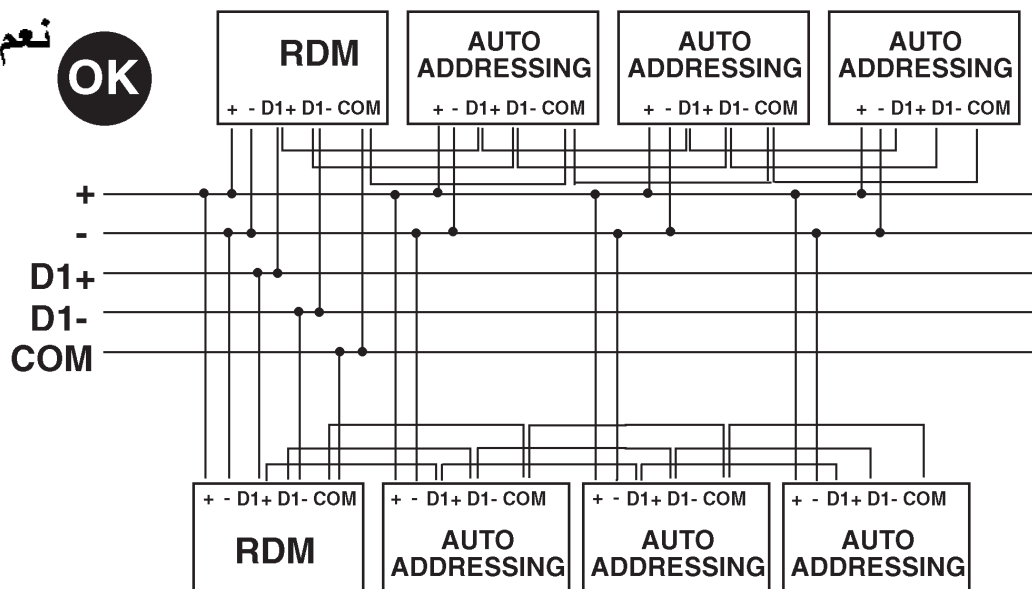 نعم
OK
RDM
+ - D1+ D1- COM
AUTO
ADDRESSING
+ - D1+ D1- COM
AUTO
ADDRESSING
+ - D1+ D1- COM
AUTO
ADDRESSING
+ - D1+ D1- COM
+
-
D1+
D1-
COM
+ - D1+ D1- COM
RDM
+ - D1+ D1- COM
AUTO
ADDRESSING
+ - D1+ D1- COM
AUTO
ADDRESSING
+ - D1+ D1- COM
AUTO
ADDRESSING